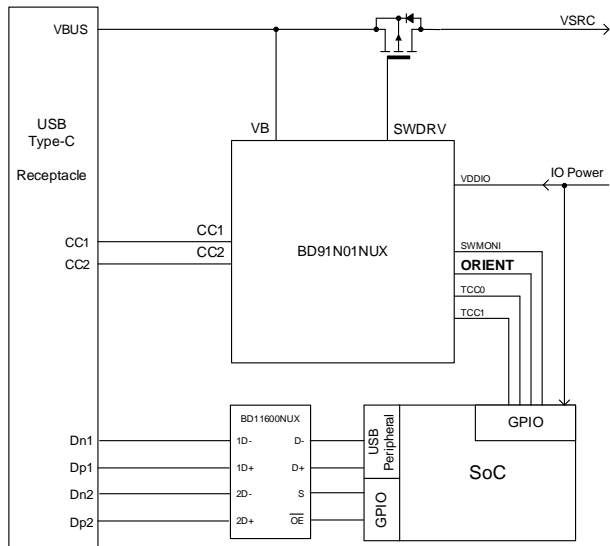 VBUS
VSRC
USB
Type-C
Receptacle
VB
SWDRV
VDDIO
IO Power
CC1
CC2
CC1
CC2
BD91N01NUX
SWMONI
ORIENT
TCC0
TCC1
GPIO
SoC
BD11600NUX
Dn1
Dp1
Dn2
Dp2
1D-
1D+
2D-
2D+
D-
D+
S
OE
USB
Peripheral
GPIO